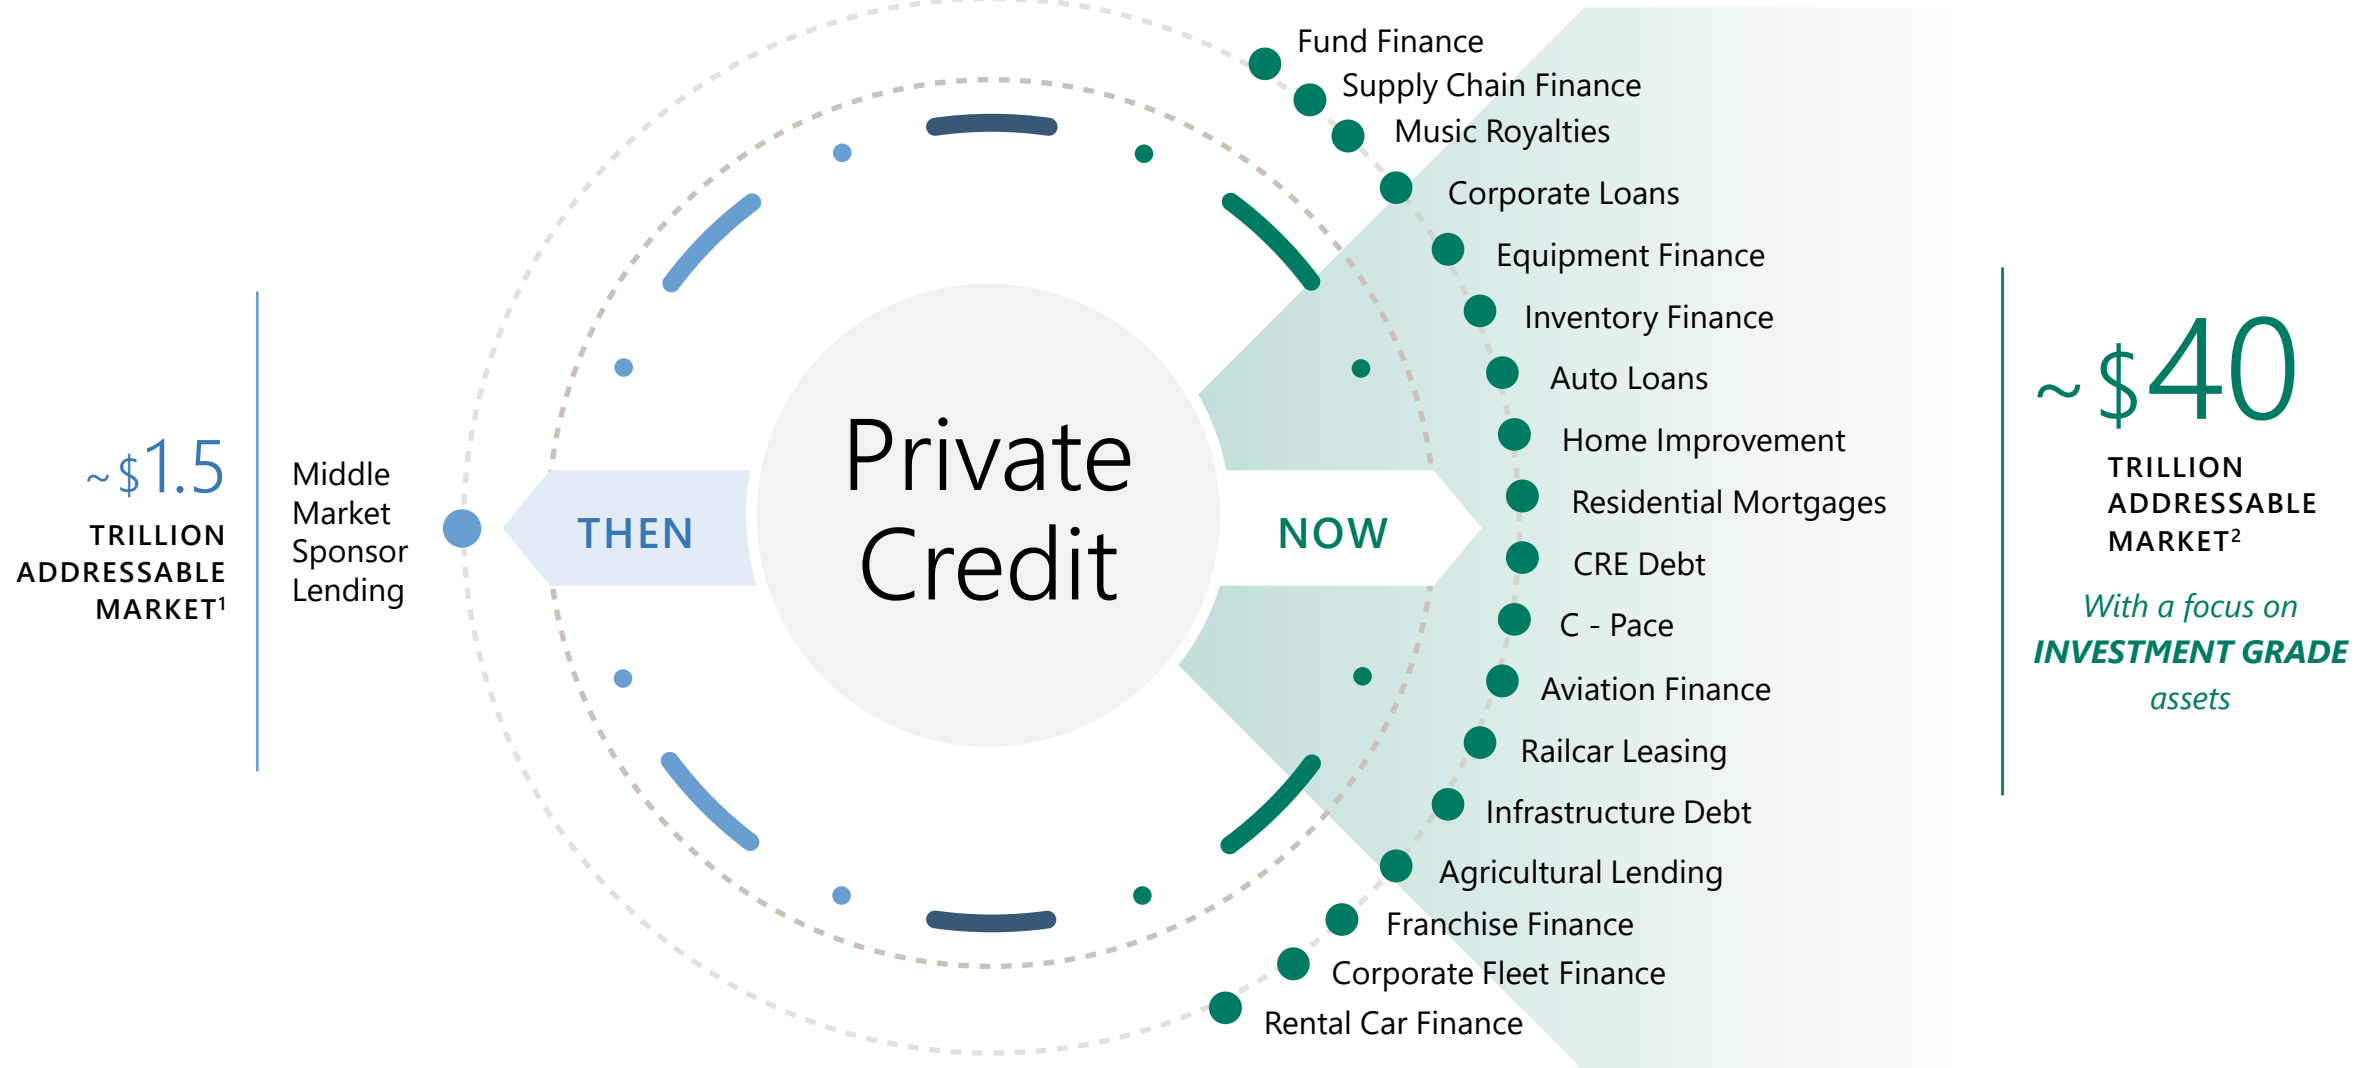 ~$1.5
TRILLION
ADDRESSABLE
MARKET¹
Middle
Market
Sponsor
Lending
THEN
Private
Credit
NOW
Fund Finance
Supply Chain Finance
Music Royalties
Corporate Loans
Equipment Finance
Inventory Finance
Auto Loans
Home Improvement
Residential Mortgages
CRE Debt
C - Pace
Aviation Finance
Railcar Leasing
Infrastructure Debt
Agricultural Lending
Franchise Finance
Corporate Fleet Finance
Rental Car Finance
~$40
TRILLION
ADDRESSABLE
MARKET²
With a focus on
INVESTMENT GRADE
assets